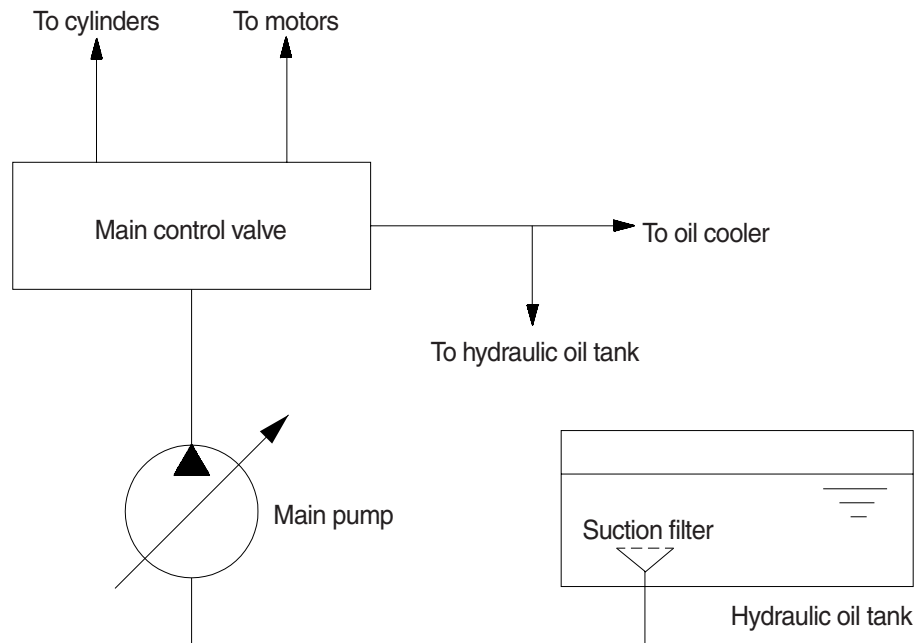 To cylinders
To motors
Main control valve
To oil cooler
To hydraulic oil tank
Main pump
Suction filter
Hydraulic oil tank